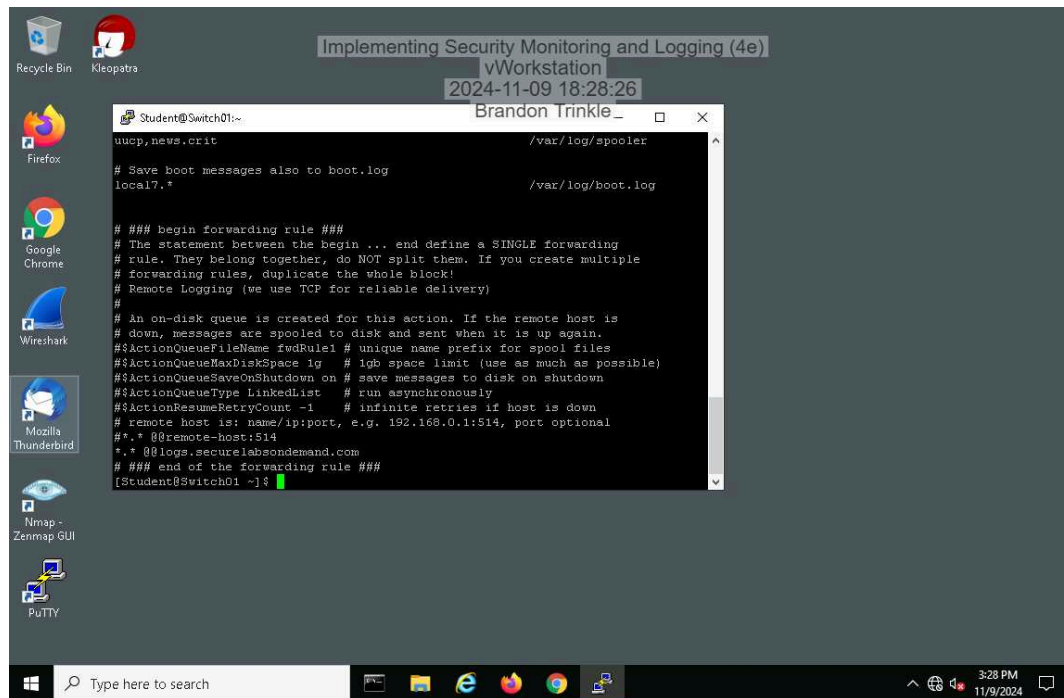 Recycle Bin
Kleopatra
Implementing Security Monitoring and Logging (4e)
vWorkstation
2024-11-09 18:28:26
Brandon Trinkle
Student@Switch01:~
Firefox
Google
Chrome
Wireshark
Mozilla
Thunderbird
Nmap -
Zenmap GUI
PuTTY
uucp,news.crit /var/log/spooler
# Save boot messages also to boot.log
local7.* /var/log/boot.log
# ### begin forwarding rule ###
# The statement between the begin ... end define a SINGLE forwarding
# rule. They belong together, do NOT split them. If you create multiple
# forwarding rules, duplicate the whole block!
# Remote Logging (we use TCP for reliable delivery)
#
# An on-disk queue is created for this action. If the remote host is
# down, messages are spooled to disk and sent when it is up again.
#$ActionQueueFileName fwdRule1 # unique name prefix for spool files
#$ActionQueueMaxDiskSpace 1g # 1gb space limit (use as much as possible)
#$ActionQueueSaveOnShutdown on # save messages to disk on shutdown
#$ActionQueueType LinkedList # run asynchronously
#$ActionResumeRetryCount -1 # infinite retries if host is down
# remote host is: name/ip:port, e.g. 192.168.0.1:514, port optional
#*.* @@remote-host:514
*.* @@logs.securelabsondemand.com
# ### end of the forwarding rule ###
[Student@Switch01 ~]$
Type here to search
3:28 PM
11/9/2024